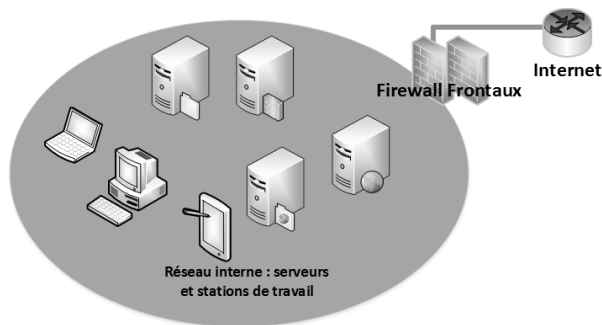 Internet
Firewall Frontaux
Réseau interne : serveurs
et stations de travail